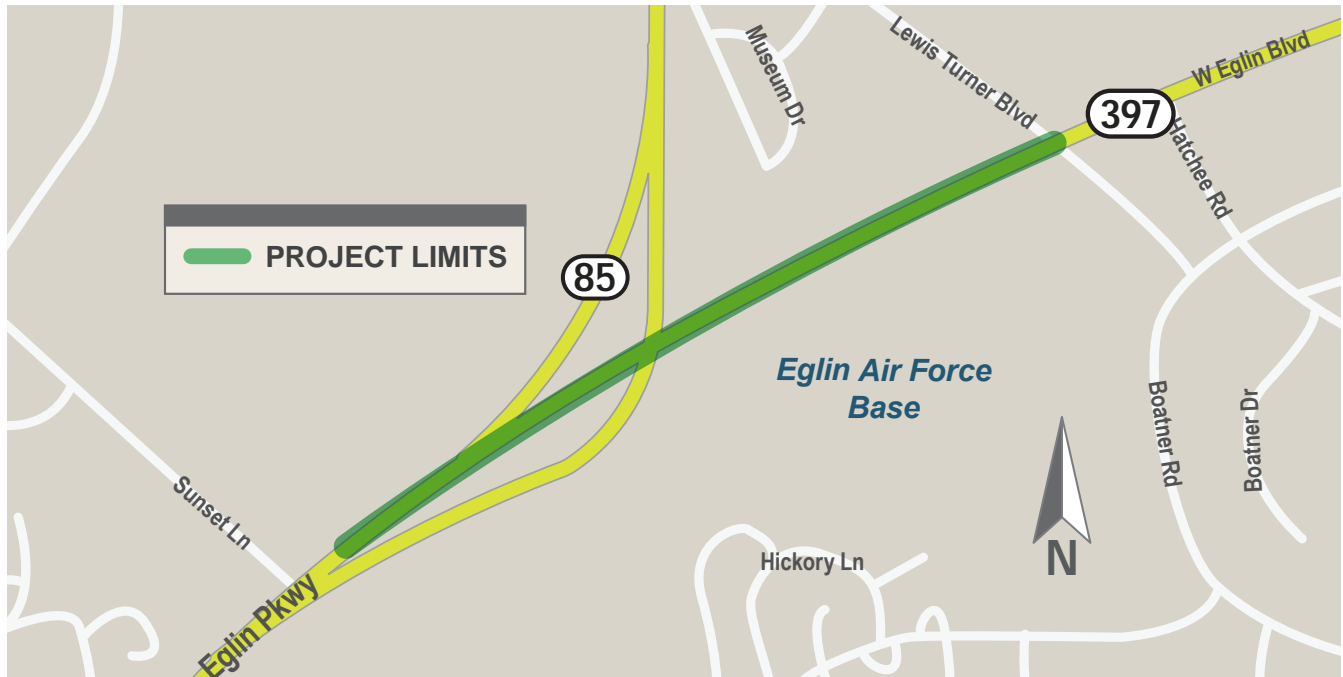 Lewis Turner Blvd
Museum Dr
W Eglin Blvd
397
Hatchee Rd
PROJECT LIMITS
85
Eglin Air Force
Base
Boatner Rd
Boatner Dr
Sunset Ln
Hickory Ln
N
Eglin Pkwy